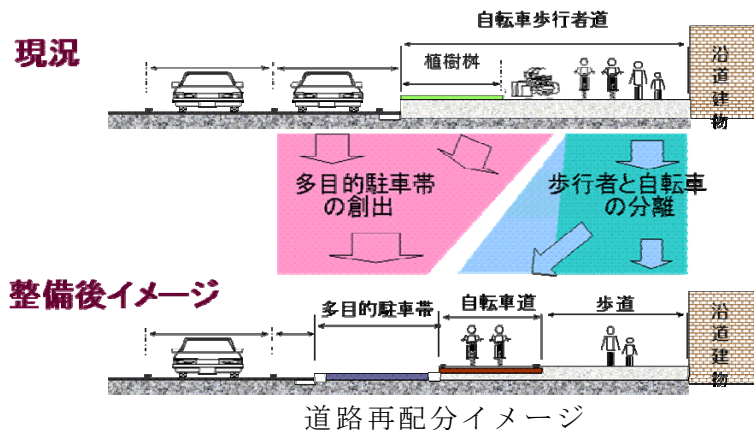 現況
自転車歩行者道
植樹桝
沿道建物
多目的駐車帯
の創出
歩行者と自転車
の分離
整備後イメージ
多目的駐車帯
自転車道
歩道
沿道建物
道路再配分イメージ